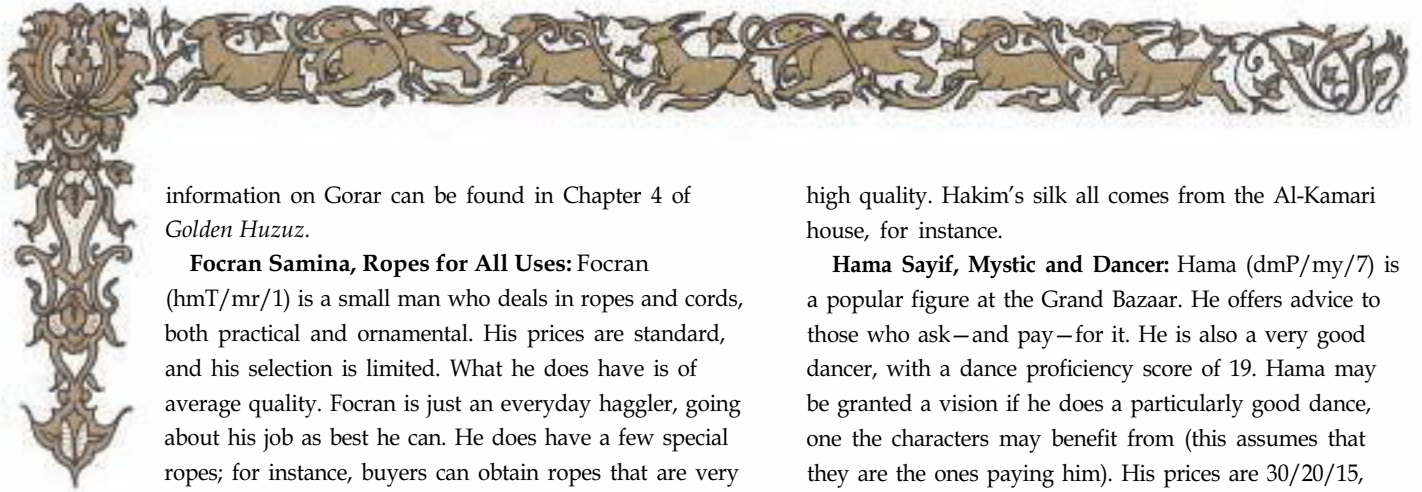 information on Gorar can be found in Chapter 4 of
Golden Huzuz.
Focran Samina, Ropes for All Uses: Focran
(hmT/mr/1) is a small man who deals in ropes and cords,
both practical and ornamental. His prices are standard,
and his selection is limited. What he does have is of
average quality. Focran is just an everyday haggler, going
about his job as best he can. He does have a few special
ropes; for instance, buyers can obtain ropes that are very
high quality. Hakim's silk all comes from the Al-Kamari
house, for instance.
Hama Sayif, Mystic and Dancer: Hama (dmP/my/7) is
a popular figure at the Grand Bazaar. He offers advice to
those who ask—and pay—for it. He is also a very good
dancer, with a dance proficiency score of 19. Hama may
be granted a vision if he does a particularly good dance,
one the characters may benefit from (this assumes that
they are the ones paying him). His prices are 30/20/15,